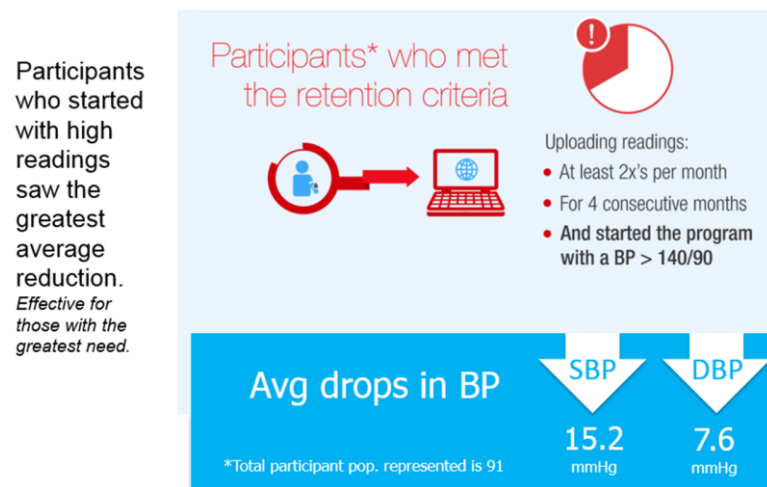 Participants
who started
with high
readings
saw the
greatest
average
reduction.
Effective for
those with the
greatest need.
Participants* who met
the retention criteria
!
Uploading readings:
• At least 2x's per month
• For 4 consecutive months
• And started the program
with a BP > 140/90
Avg drops in BP
SBP
DBP
15.2
mmHg
7.6
mmHg
*Total participant pop. represented is 91